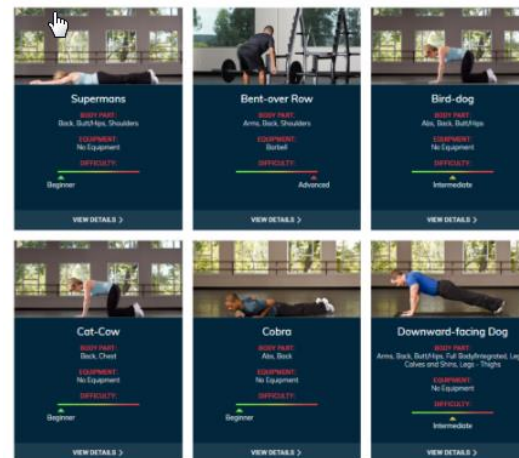 Supermans
BODY PART:
Back, Butt/Hips, Shoulders
EQUIPMENT:
No Equipment
DIFFICULTY:
Beginner
VIEW DETAILS >
Bent-over Row
BODY PART:
Arms, Back, Shoulders
EQUIPMENT:
Barbell
DIFFICULTY:
Advanced
VIEW DETAILS >
Bird-dog
BODY PART:
Abs, Back, Butt/Hips
EQUIPMENT:
No Equipment
DIFFICULTY:
Intermediate
VIEW DETAILS >
Cat-Cow
BODY PART:
Back, Chest
EQUIPMENT:
No Equipment
DIFFICULTY:
Beginner
VIEW DETAILS >
Cobra
BODY PART:
Abs, Back
EQUIPMENT:
No Equipment
DIFFICULTY:
Beginner
VIEW DETAILS >
Downward-facing Dog
BODY PART:
Arms, Back, Butt/Hips, Full Body/Integrated, Leg
Calves and Shins, Legs - Thighs
EQUIPMENT:
No Equipment
DIFFICULTY:
Intermediate
VIEW DETAILS >